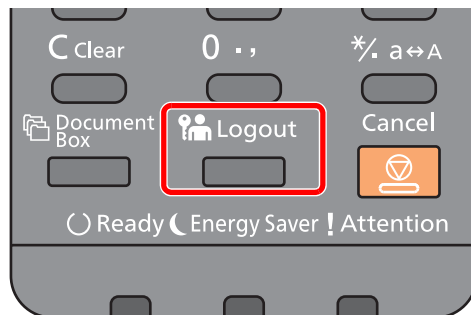 C Clear
0 .,
*/. a↔A
Document
Box
Logout
Cancel
Ready
Energy Saver
! Attention